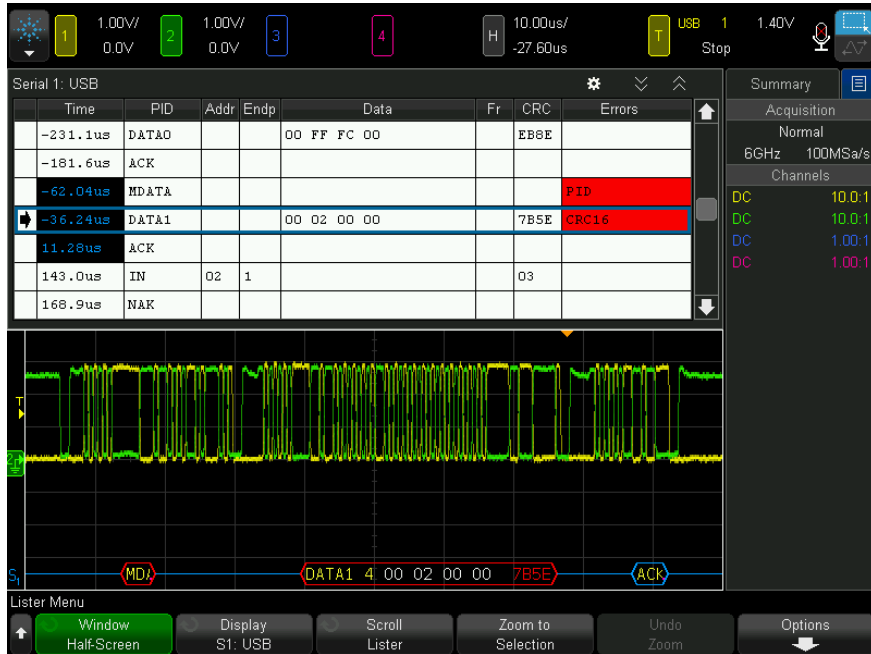 1 1.00V/ 2 1.00V/ 3 4 H 10.00us/ T USB 1 1.40V
0.0V 0.0V -27.60us Stop
Serial 1: USB
Time PID Addr Endp Data Fr CRC Errors
-231.1us DATA0 00 FF FC 00 EB8E
-181.6us ACK
-62.04us MDATA PID
-36.24us DATA1 00 02 00 00 7B5E CRC16
11.28us ACK
143.0us IN 02 1 03
168.9us NAK
Summary
Acquisition
Normal
6GHz 100MSa/s
Channels
DC 10.0:1
DC 10.0:1
DC 1.00:1
DC 1.00:1
T
2
S1 MDA DATA1 4 00 02 00 00 7B5E ACK
Lister Menu
Window Display Scroll Zoom to Undo Options
Half-Screen S1: USB Lister Selection Zoom